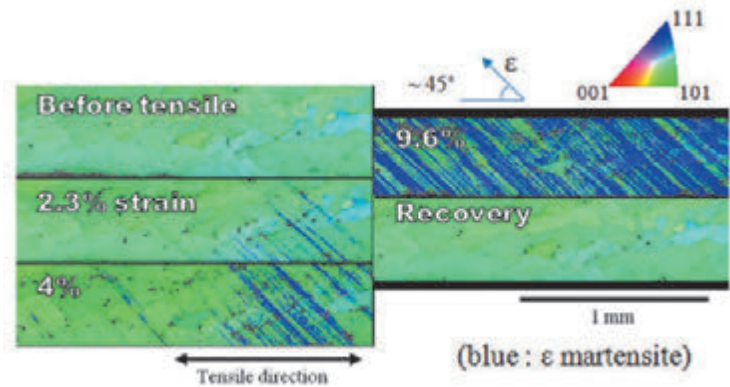 Before tensile
2.3% strain
4%
Tensile direction
~45°
ε
111
001
101
9.6%
Recovery
1 mm
(blue : ε martensite)